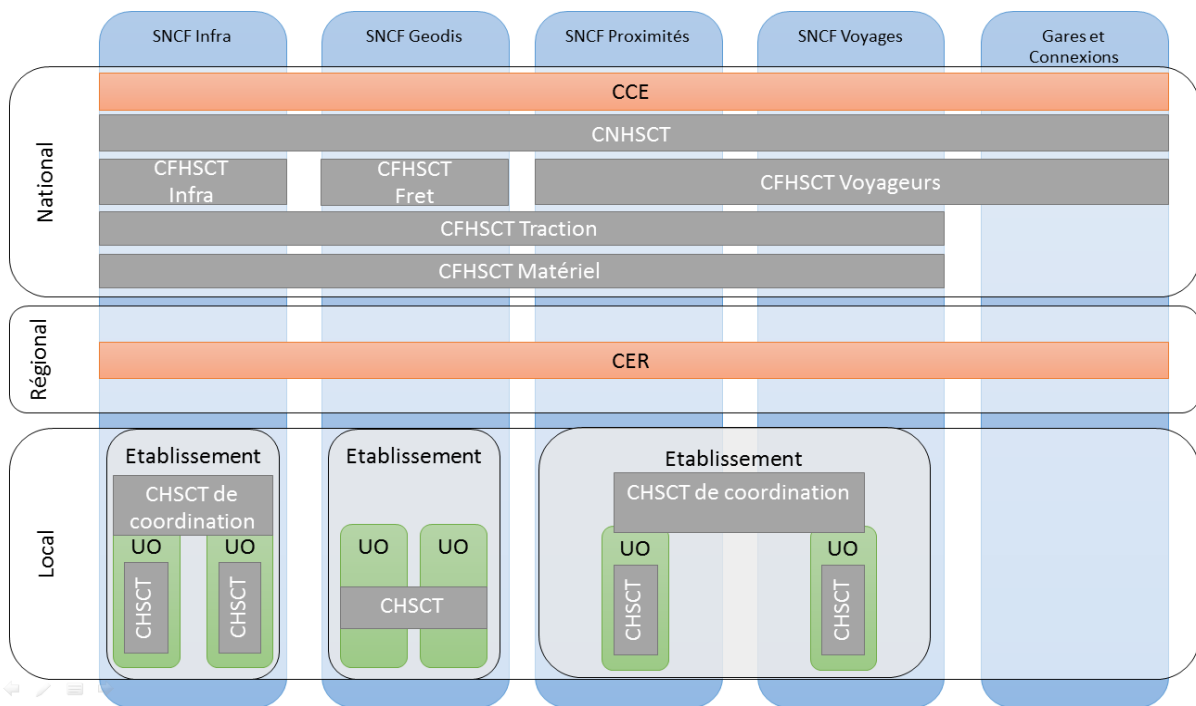 SNCF Infra
SNCF Geodis
SNCF Proximités
SNCF Voyages
Gares et
Connexions
National
CCE
CNHSCT
CFHSCT
Infra
CFHSCT
Fret
CFHSCT Voyageurs
CFHSCT Traction
CFHSCT Matériel
Régional
CER
Local
Etablissement
CHSCT de
coordination
UO
UO
CHSCT
CHSCT
Etablissement
UO
UO
CHSCT
Etablissement
CHSCT de coordination
UO
UO
CHSCT
CHSCT